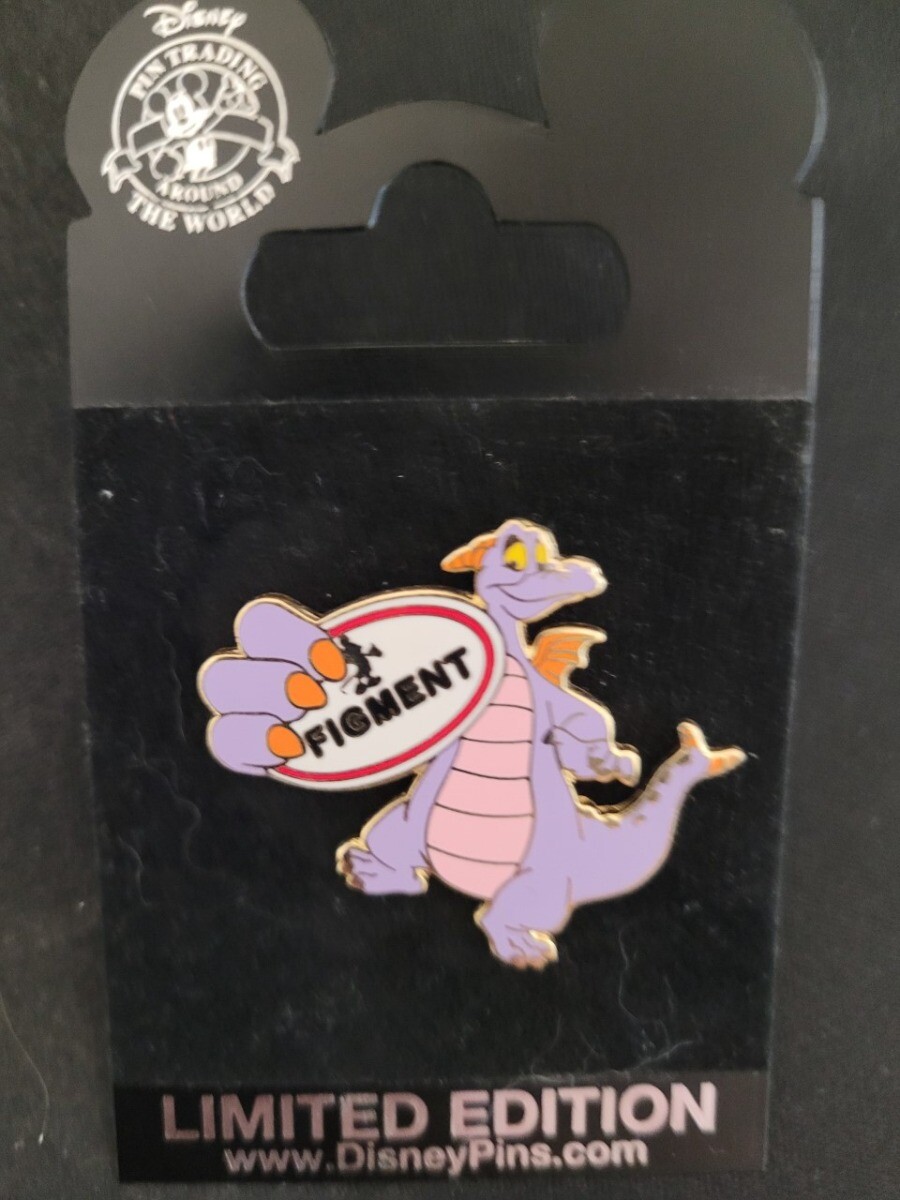 Disney
PIN TRADING
AROUND
THE WORLD
FIGMENT
LIMITED EDITION
www.DisneyPins.com